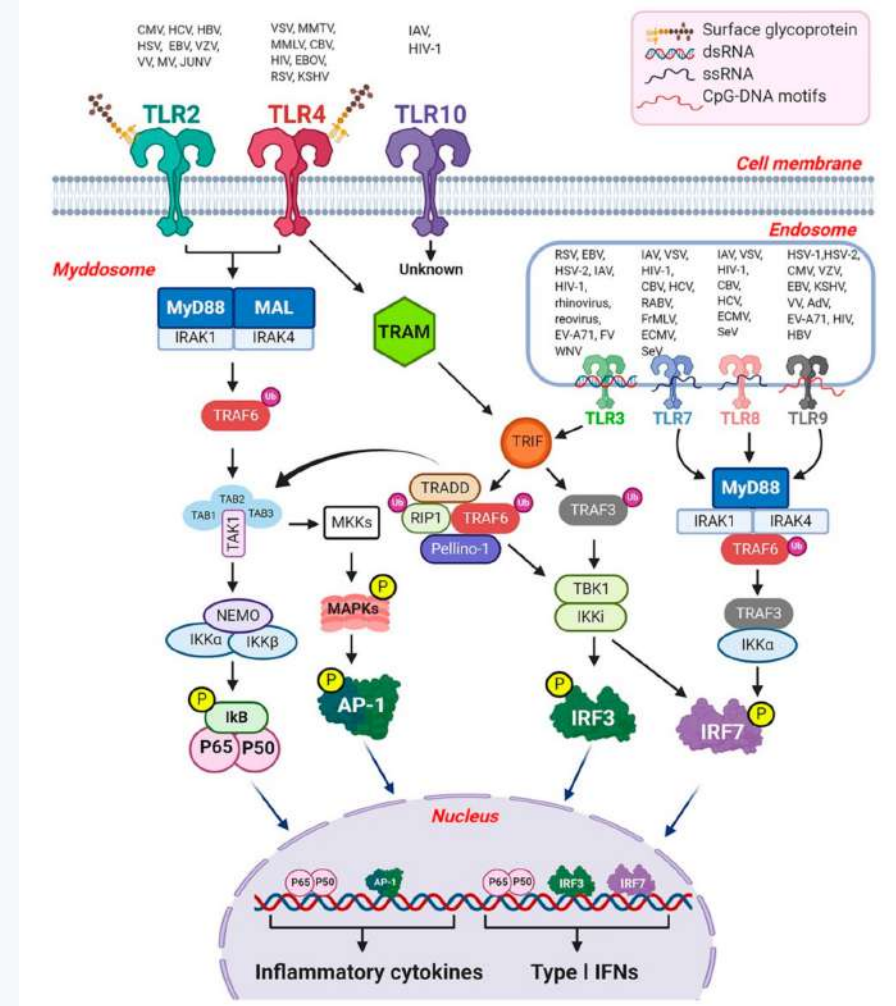 CMV, HCV, HBV,
HSV, EBV, VZV,
VV, MV, JUNV
VSV, MMTV,
MMLV, CBV,
HIV, EBOV,
RSV, KSHV
IAV,
HIV-1
Surface glycoprotein
dsRNA
ssRNA
CpG-DNA motifs
TLR2
TLR4
TLR10
Cell membrane
Endosome
Myddosome
Unknown
RSV, EBV,
HSV-2, IAV,
HIV-1,
rhinovirus,
reovirus,
EV-A71, FV
WNV
IAV, VSV,
HIV-1,
CBV, HCV,
RABV,
FrMLV,
ECMV,
SeV
IAV, VSV,
HIV-1,
CBV,
HCV,
ECMV,
SeV
HSV-1,HSV-2,
CMV, VZV,
EBV, KSHV,
VV, AdV,
EV-A71, HIV,
HBV
MyD88 MAL
IRAK1 IRAK4
TRAM
TLR3
TLR7
TLR8
TLR9
Ub
TRAF6
TRIF
TRADD
Ub
RIP1
TRAF6
Ub
Pellino-1
TRAF3
Ub
MyD88
IRAK1 IRAK4
TRAF6
Ub
TAB2
TAB1
TAB3
TAK1
MKKs
TBK1
IKKi
TRAF3
IKKα
NEMO
IKKα
IKKβ
P
MAPKs
P
IkB
P65 P50
P
AP-1
P
IRF3
P
IRF7
Nucleus
P65 P50
AP-1
P65 P50
IRF3
IRF7
Inflammatory cytokines
Type I IFNs